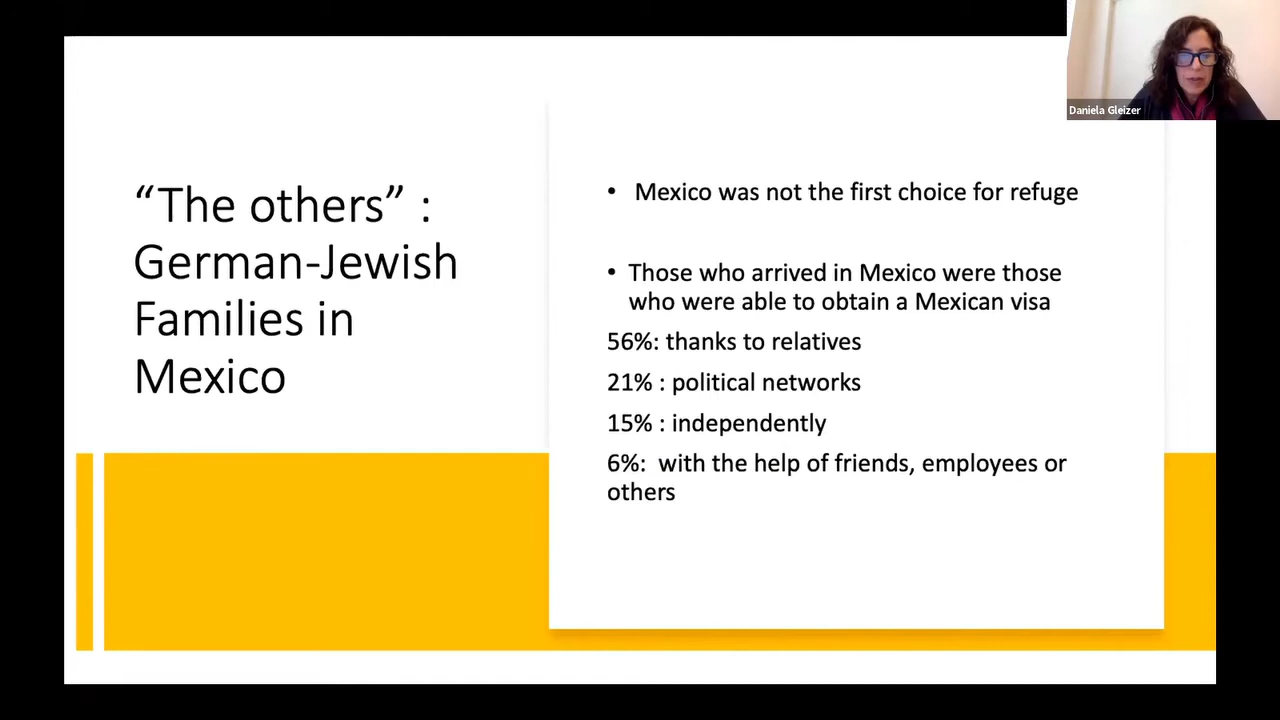 “The others” :
German-Jewish
Families in
Mexico
• Mexico was not the first choice for refuge
• Those who arrived in Mexico were those
who were able to obtain a Mexican visa
56%: thanks to relatives
21% : political networks
15% : independently
6%: with the help of friends, employees or
others
Daniela Gleizer